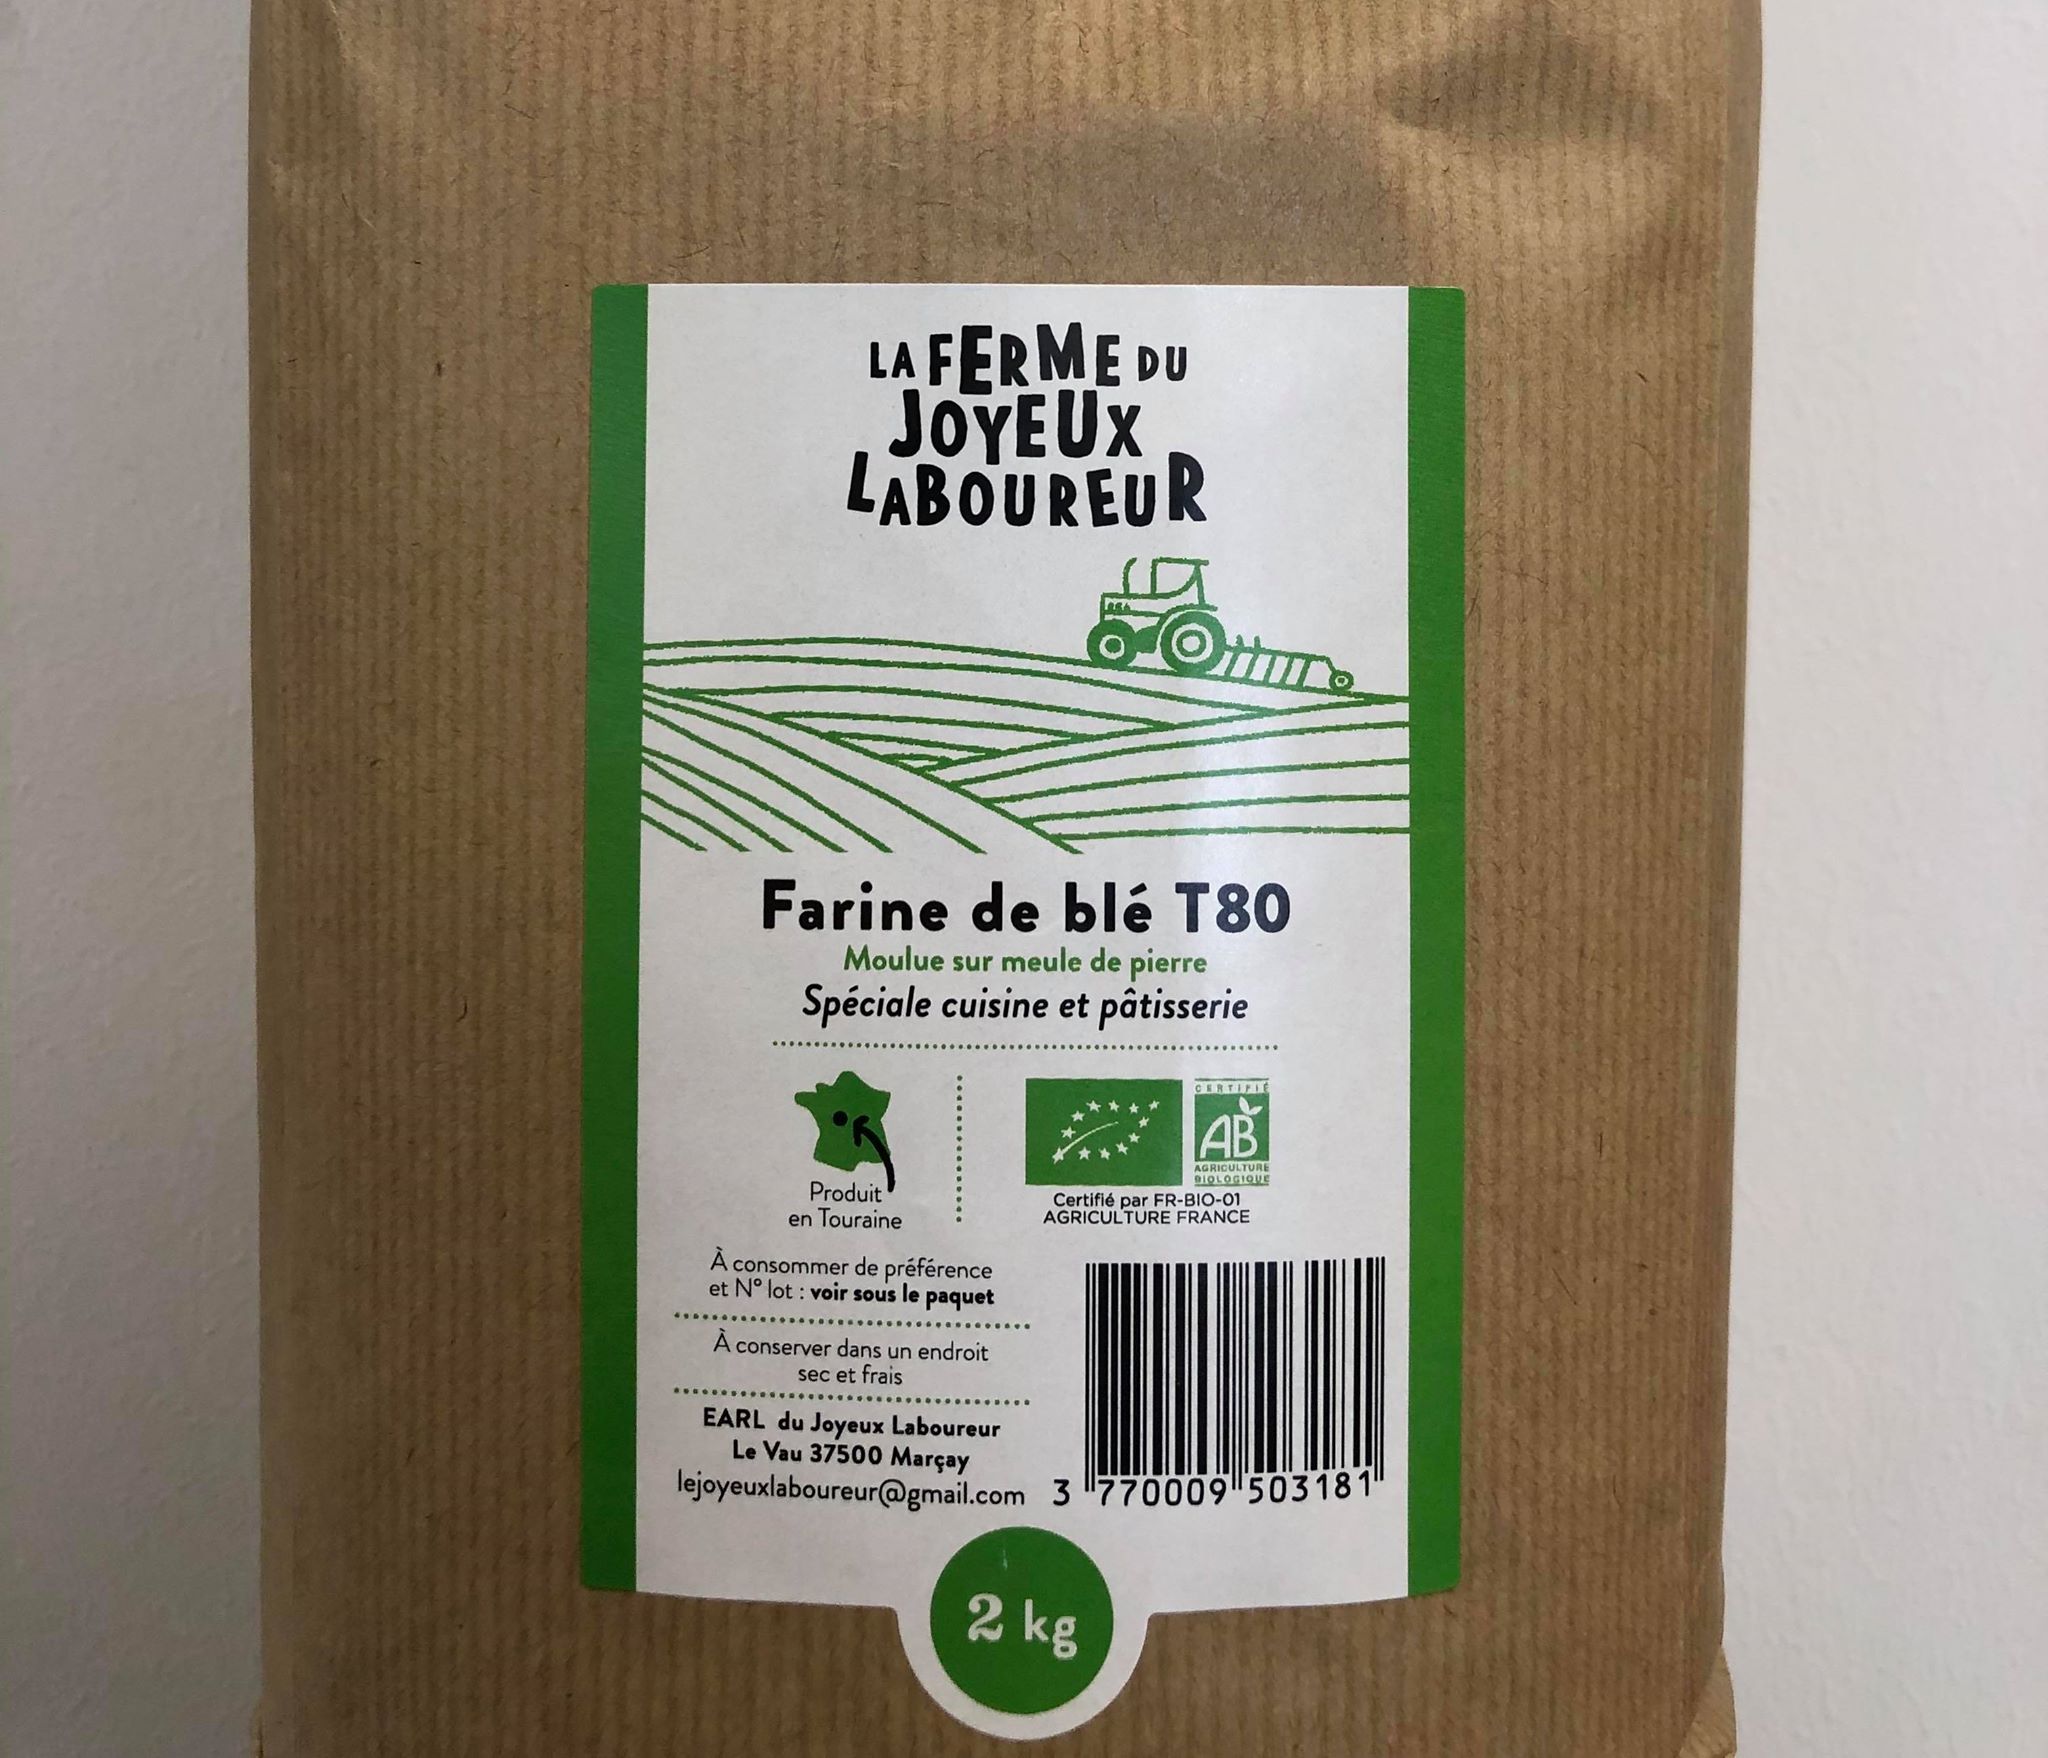 LA FERME DU
JOYEUX
LABOUREUR
Farine de blé T80
Moulue sur meule de pierre
Spéciale cuisine et pâtisserie
Produit
en Touraine
CERTIFIÉ
AB
AGRICULTURE
BIOLOGIQUE
Certifié par FR-BIO-01
AGRICULTURE FRANCE
À consommer de préférence
et N° lot : voir sous le paquet
À conserver dans un endroit
sec et frais
EARL du Joyeux Laboureur
Le Vau 37500 Marçay
lejoyeuxlaboureur@gmail.com
3 770009 503181
2 kg